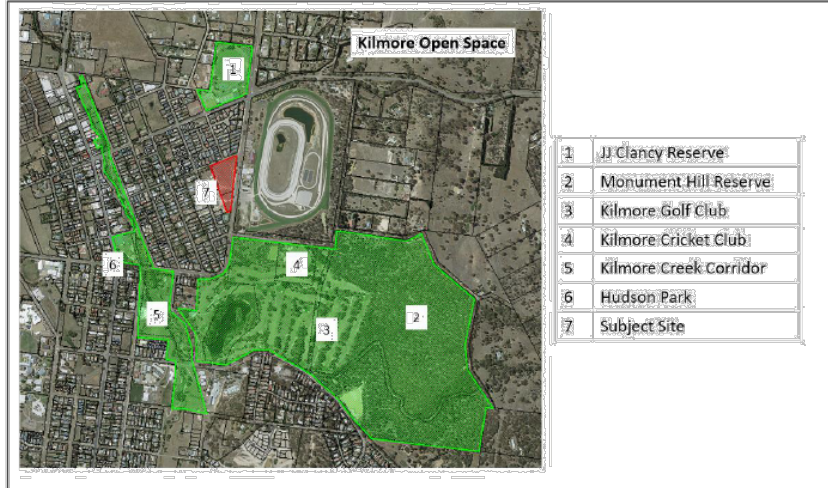 Kilmore Open Space
1
7
6
4
5
3
2
1 JJ Clancy Reserve
2 Monument Hill Reserve
3 Kilmore Golf Club
4 Kilmore Cricket Club
5 Kilmore Creek Corridor
6 Hudson Park
7 Subject Site